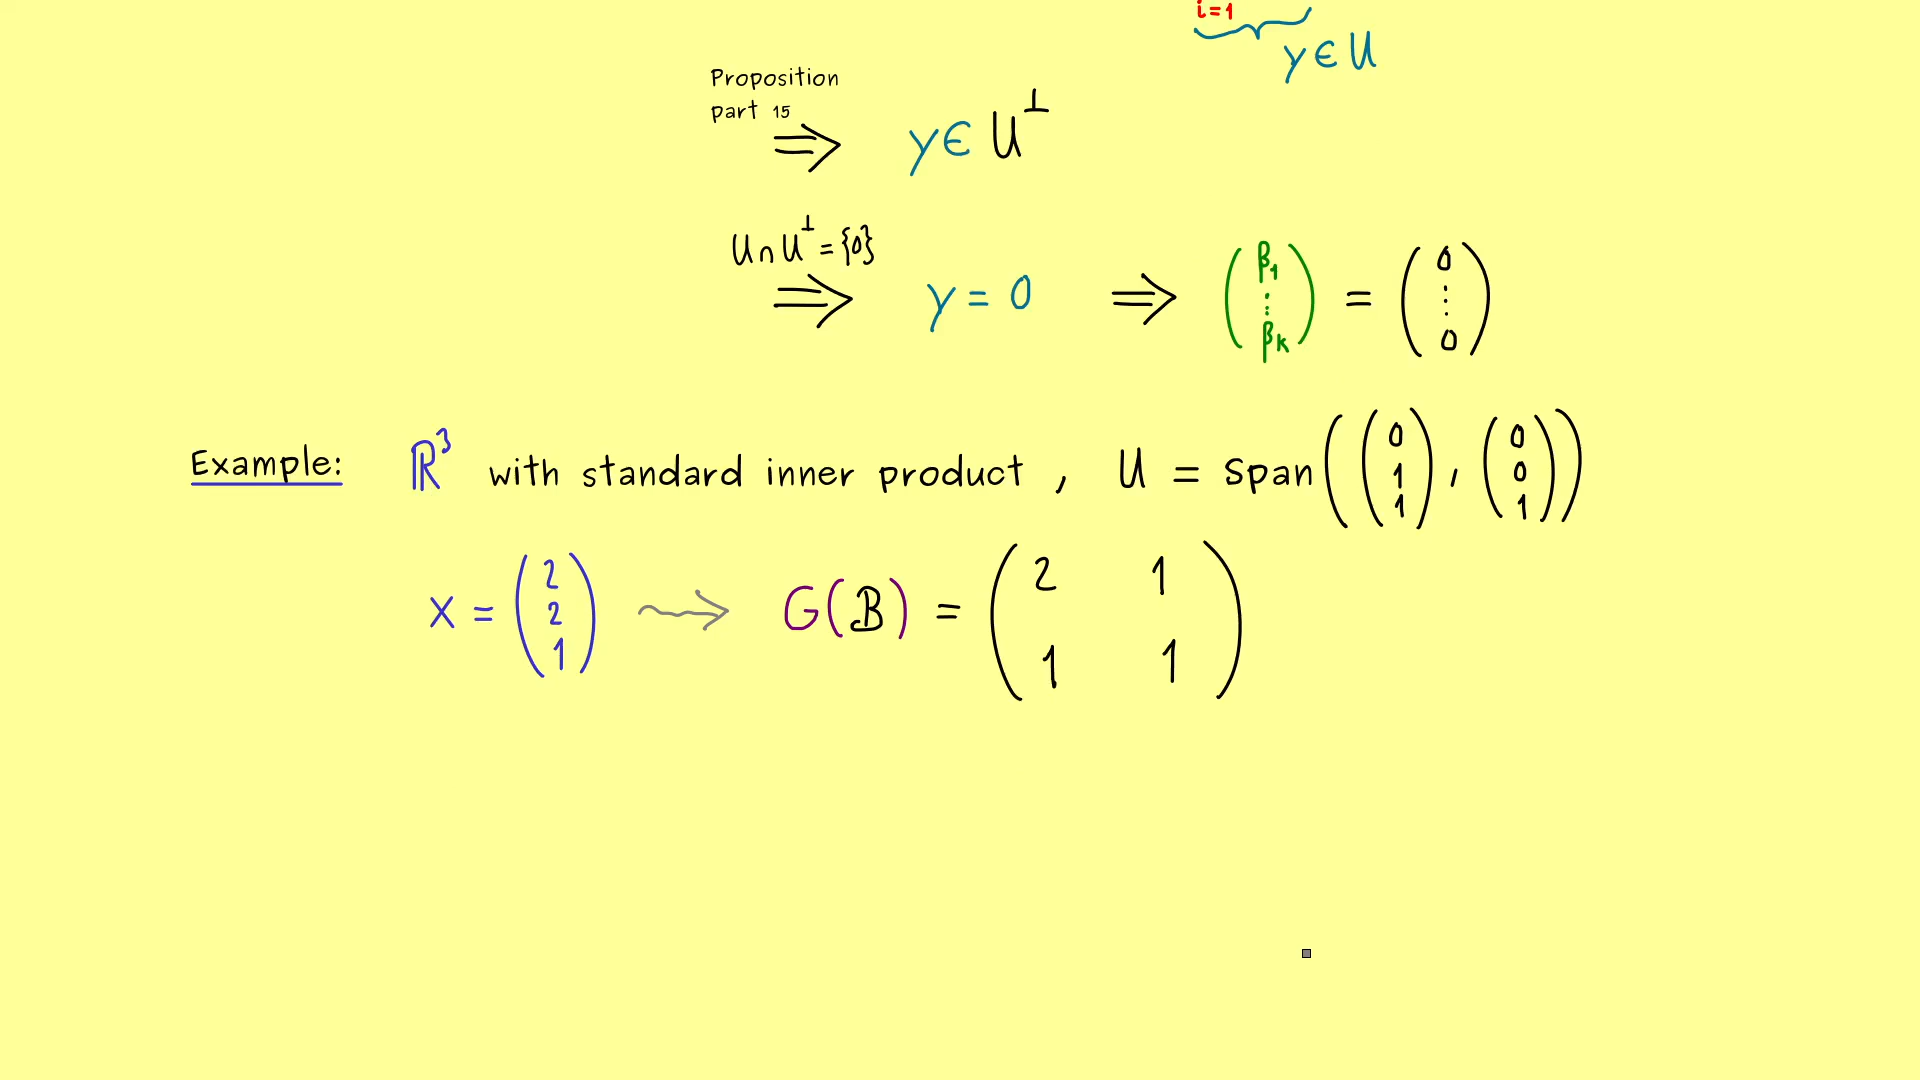 i=1
y ∈ U
Proposition
part 15
⟹ y ∈ U^⊥
U ∩ U^⊥ = {0}
⟹ y = 0 ⟹ (β₁ ⋮ βₖ) = (0 ⋮ 0)
Example: ℝ³ with standard inner product , U = span((0 1 1), (0 0 1))
x = (2 2 1) ⇝ G(ℬ) = (2 1
1 1)